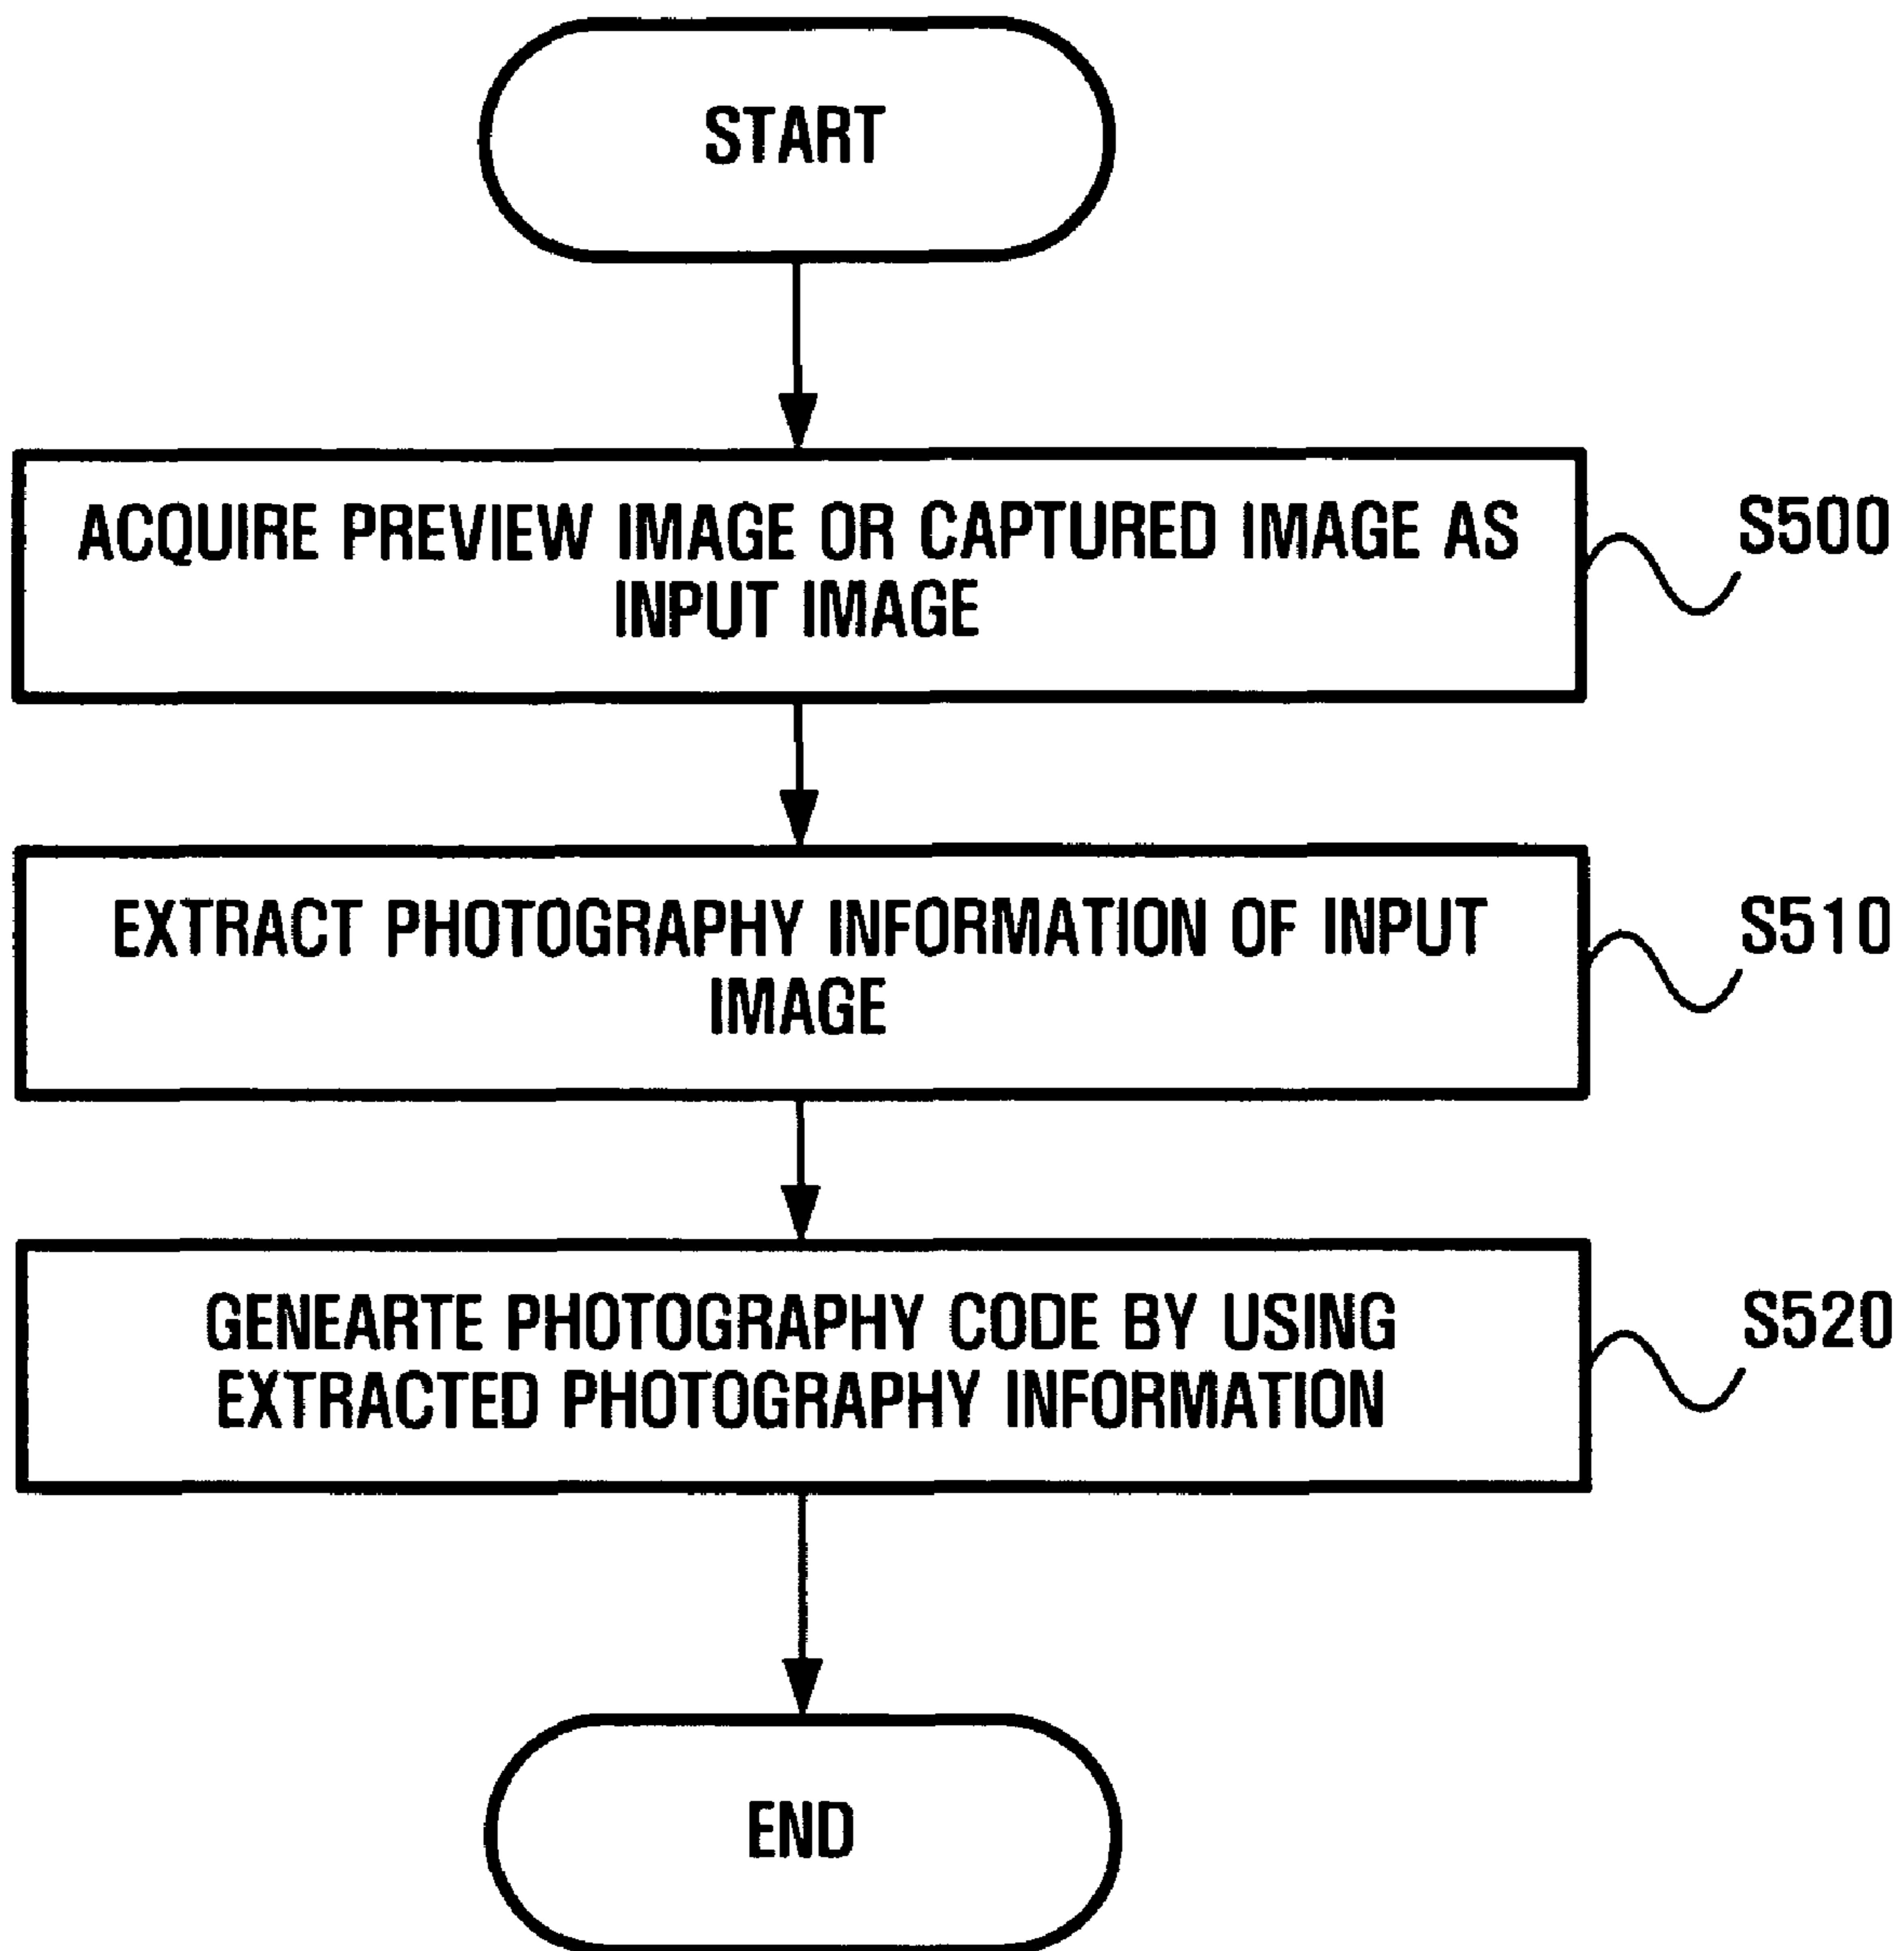 START
ACQUIRE PREVIEW IMAGE OR CAPTURED IMAGE AS
INPUT IMAGE
S500
EXTRACT PHOTOGRAPHY INFORMATION OF INPUT
IMAGE
S510
GENEARTE PHOTOGRAPHY CODE BY USING
EXTRACTED PHOTOGRAPHY INFORMATION
S520
END